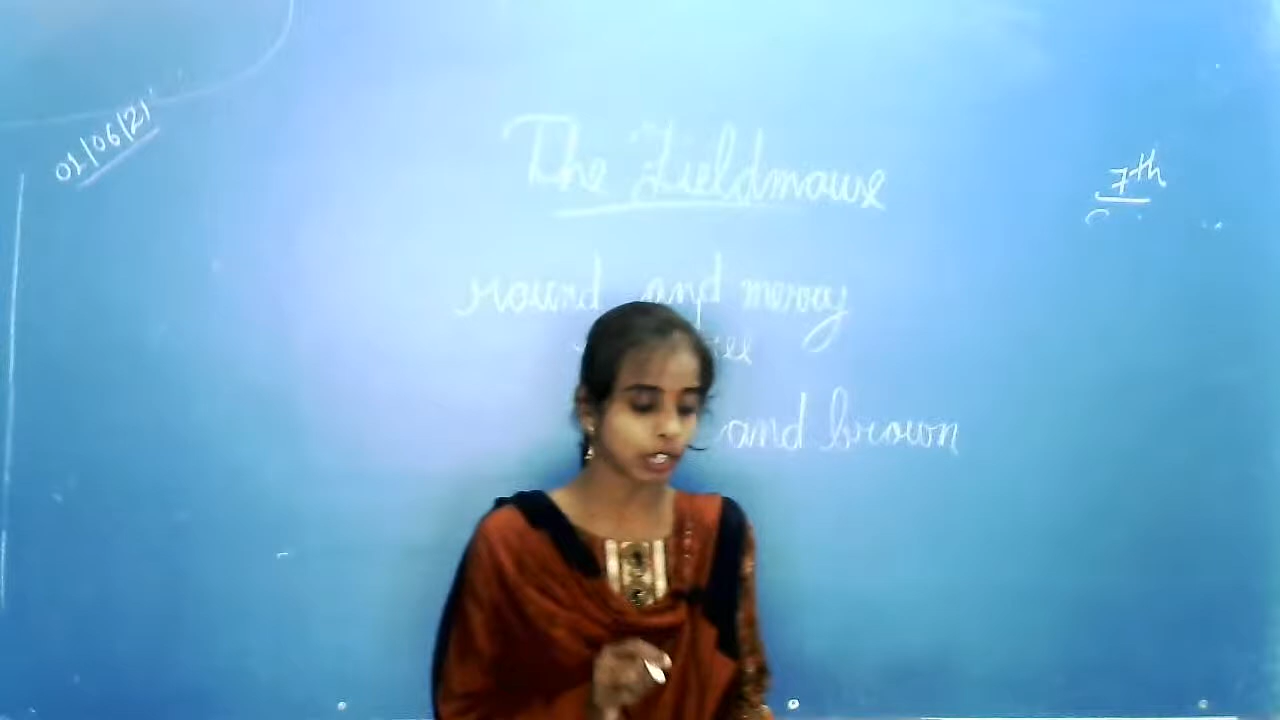 01/06/21
The Fieldmouse
7th
round and merry
and brown